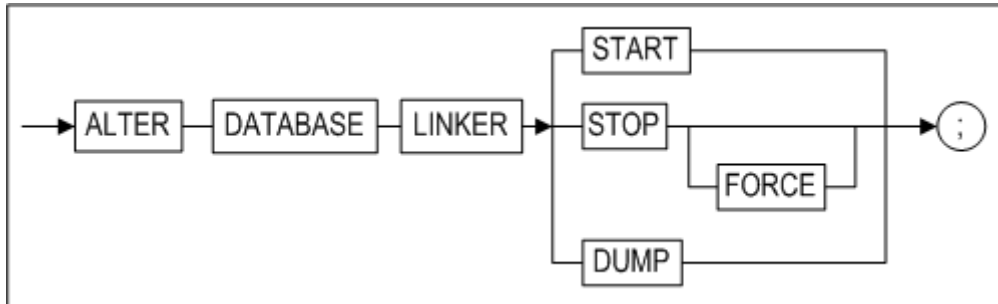 START
ALTER DATABASE LINKER STOP ;
FORCE
DUMP